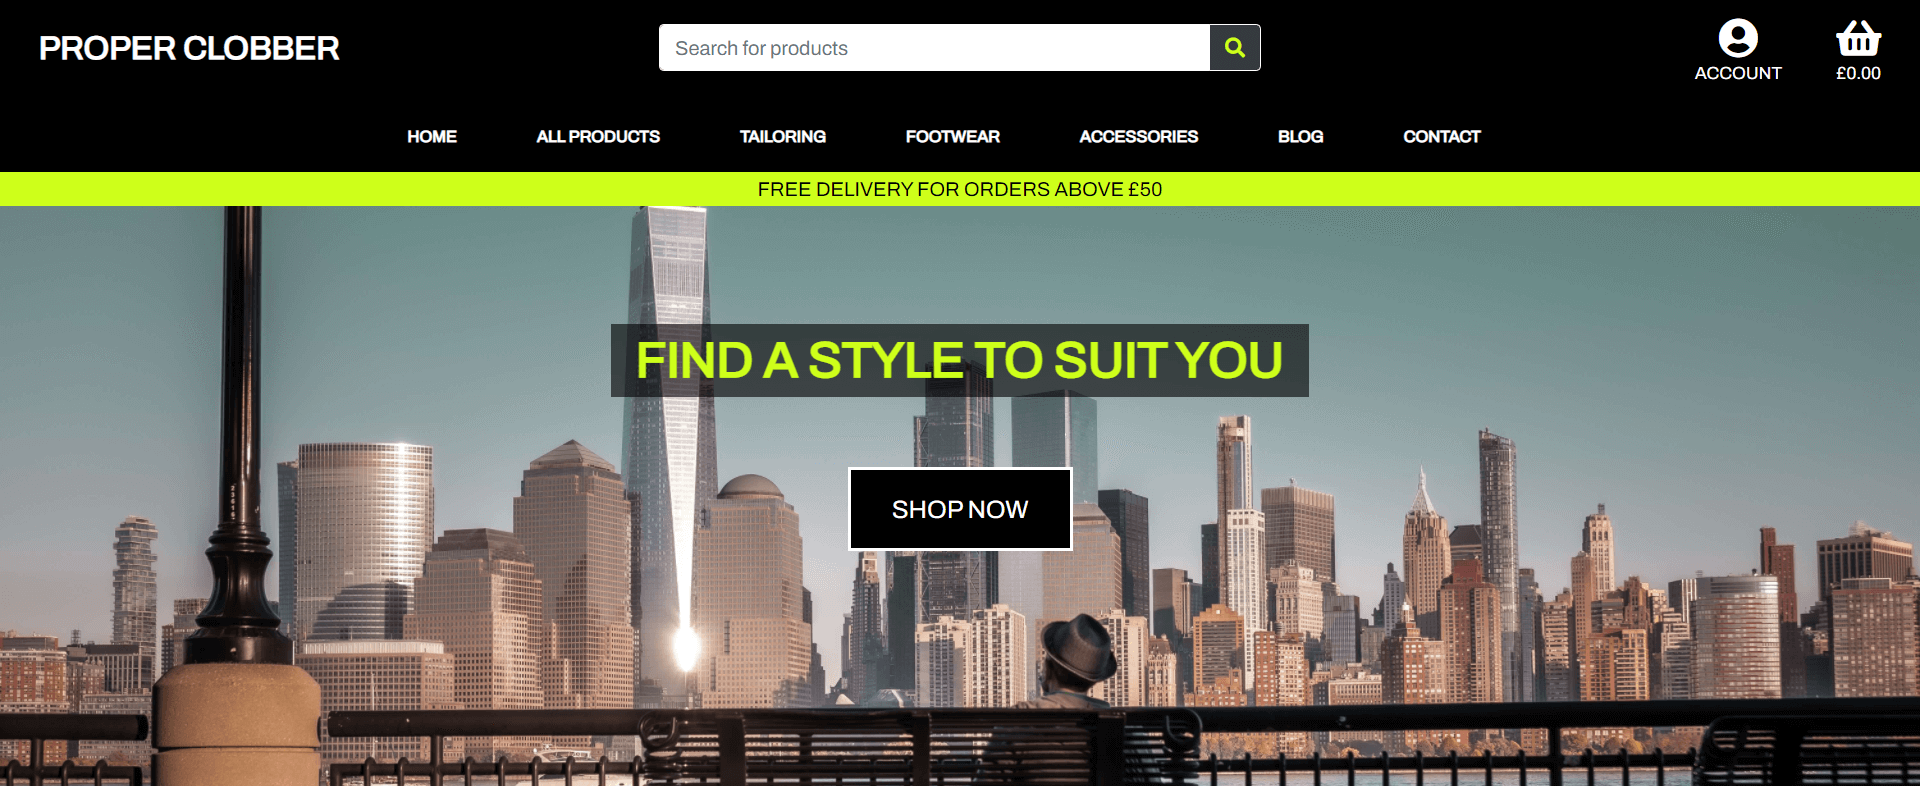 PROPER CLOBBER
Search for products
ACCOUNT
£0.00
HOME
ALL PRODUCTS
TAILORING
FOOTWEAR
ACCESSORIES
BLOG
CONTACT
FREE DELIVERY FOR ORDERS ABOVE £50
FIND A STYLE TO SUIT YOU
SHOP NOW